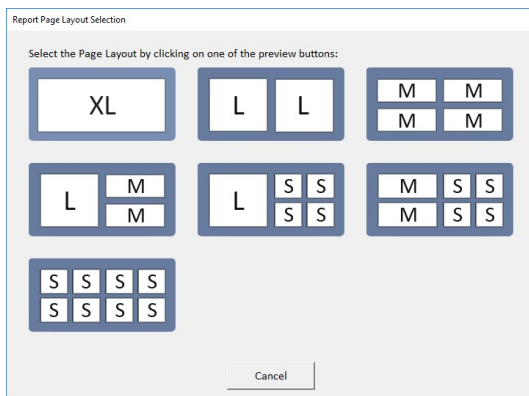 Report Page Layout Selection
Select the Page Layout by clicking on one of the preview buttons:
XL
L L
M M
M M
L M
M
L S S
S S
M S S
M S S
S S S S
S S S S
Cancel